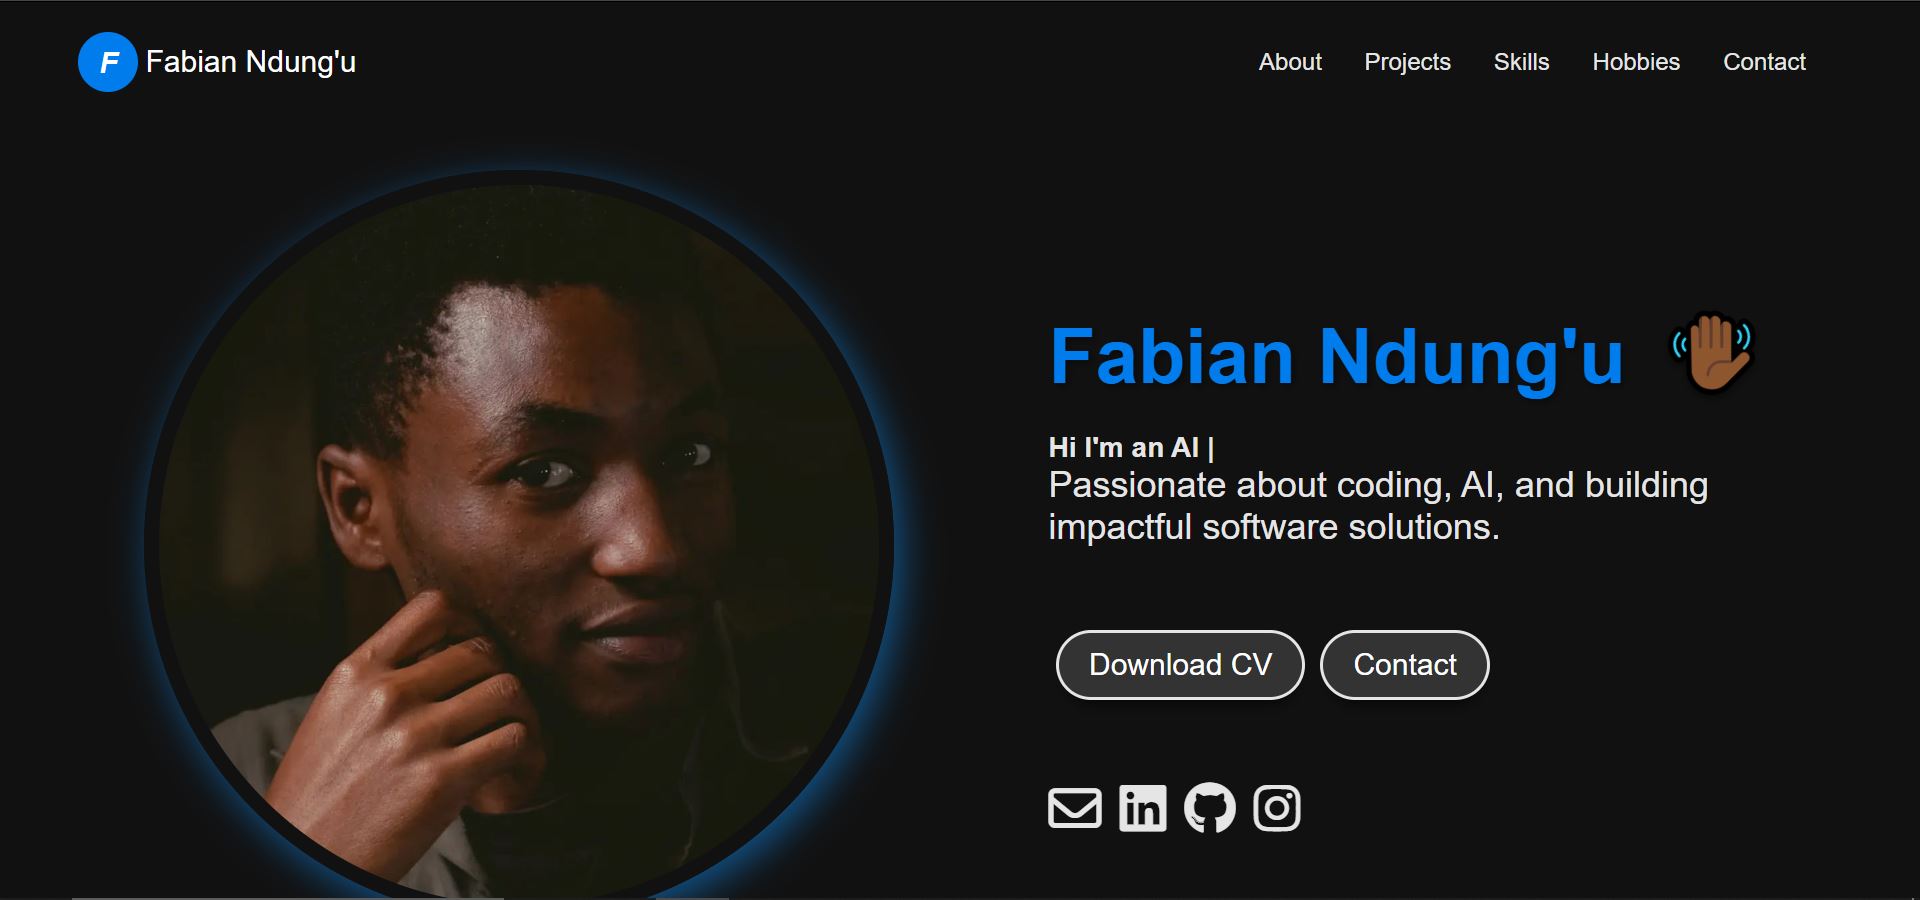 F Fabian Ndung'u
About Projects Skills Hobbies Contact
Fabian Ndung'u
Hi I'm an AI |
Passionate about coding, AI, and building
impactful software solutions.
Download CV Contact
in